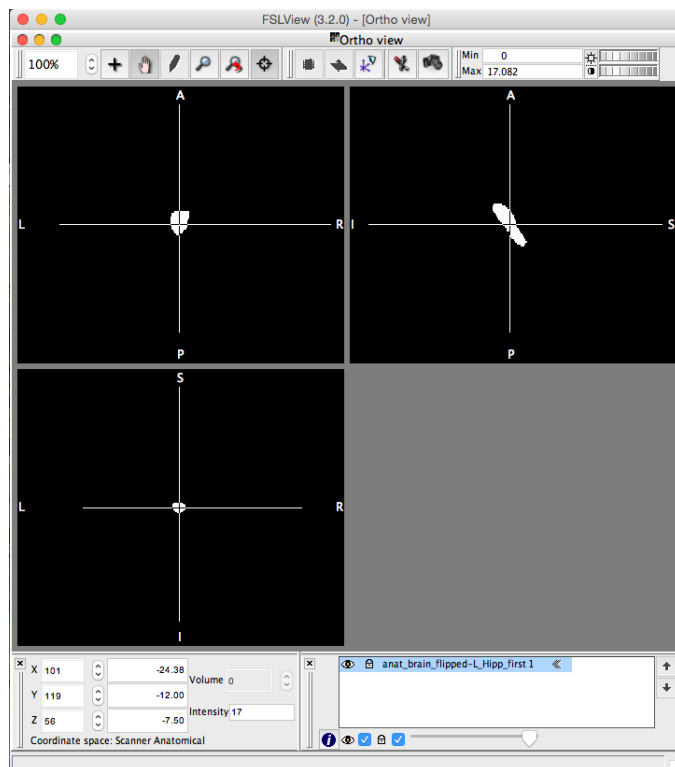 FSLView (3.2.0) - [Ortho view]
Ortho view
100%
Min 0
Max 17.082
A
A
L
R
I
S
P
P
S
L
R
I
X 101 -24.38
Y 119 -12.00
Z 56 -7.50
Volume 0
Intensity 17
Coordinate space: Scanner Anatomical
anat_brain_flipped-L_Hipp_first 1